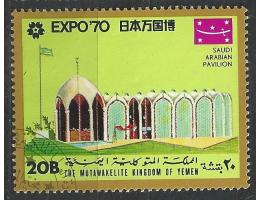 EXPO'70 日本万国博
SAUDI
ARABIAN
PAVILION
20B المملكة المتوكلية اليمنية ٢٠ بقشة
THE MUTAWAKELITE KINGDOM OF YEMEN